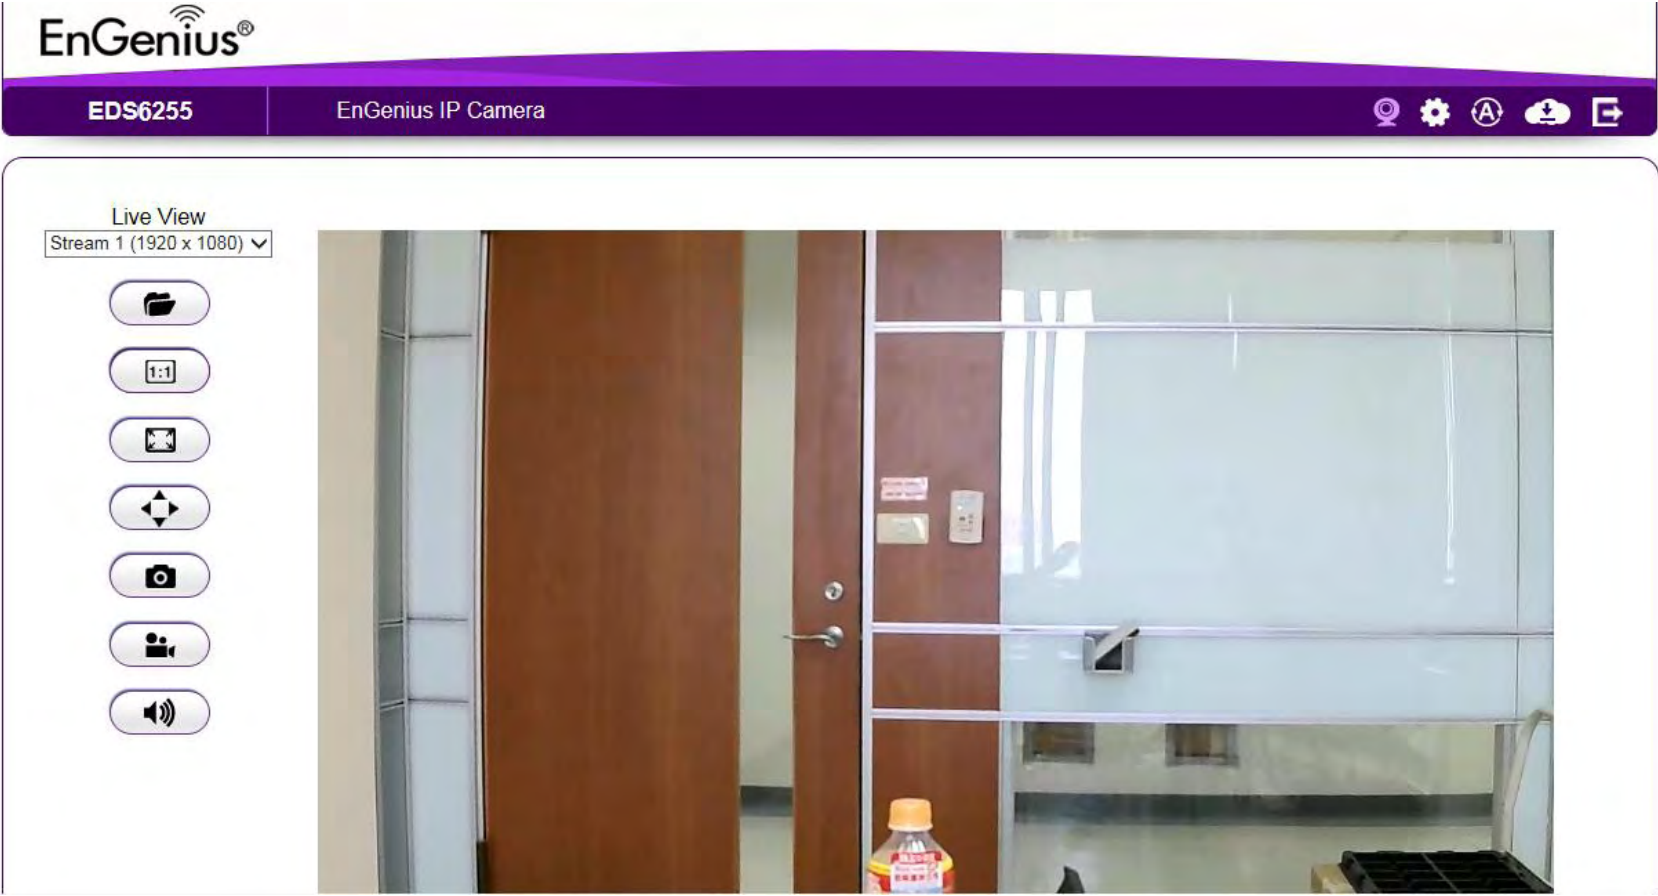 EnGenius®
EDS6255
EnGenius IP Camera
A
Live View
Stream 1 (1920 x 1080)
1:1